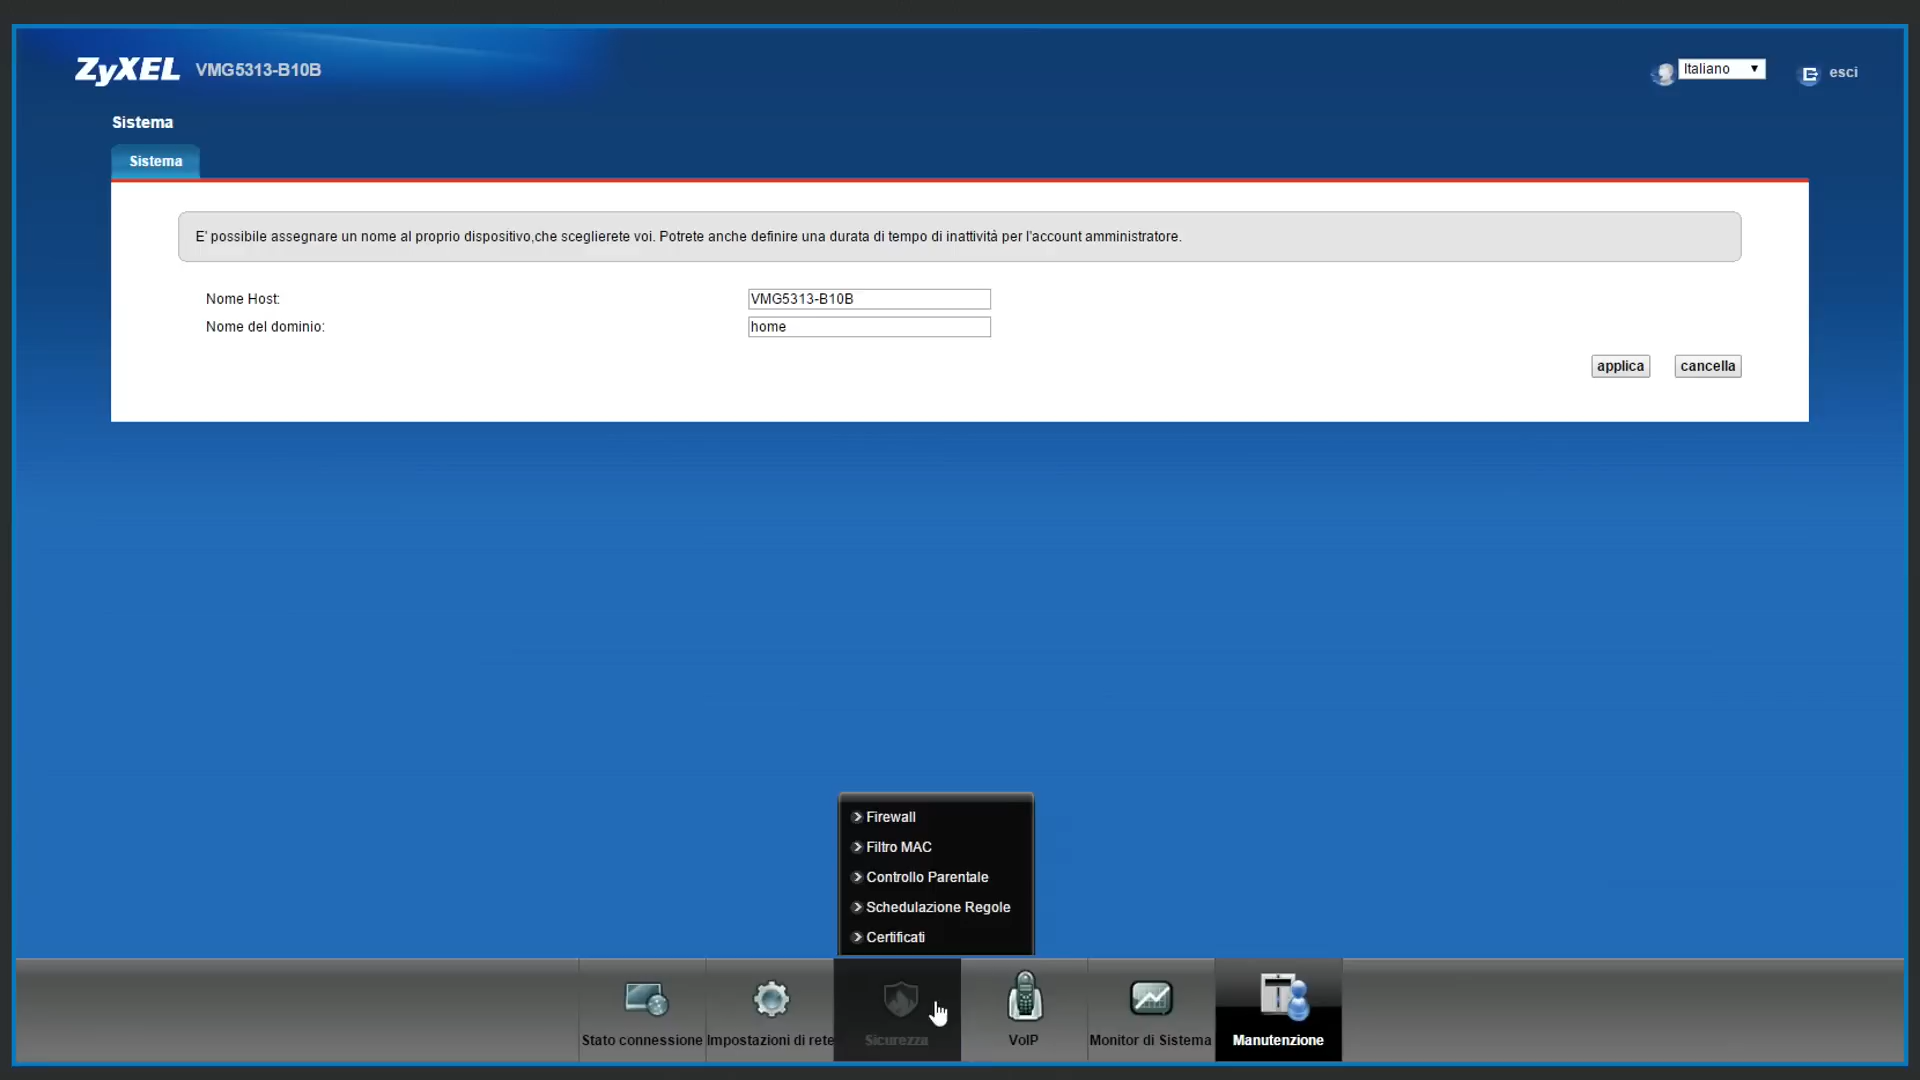 ZyXEL VMG5313-B10B
Italiano
esci
Sistema
Sistema
E' possibile assegnare un nome al proprio dispositivo,che sceglierete voi. Potrete anche definire una durata di tempo di inattività per l'account amministratore.
Nome Host: VMG5313-B10B
Nome del dominio: home
applica cancella
Firewall
Filtro MAC
Controllo Parentale
Schedulazione Regole
Certificati
Stato connessione Impostazioni di rete Sicurezza VoIP Monitor di Sistema Manutenzione